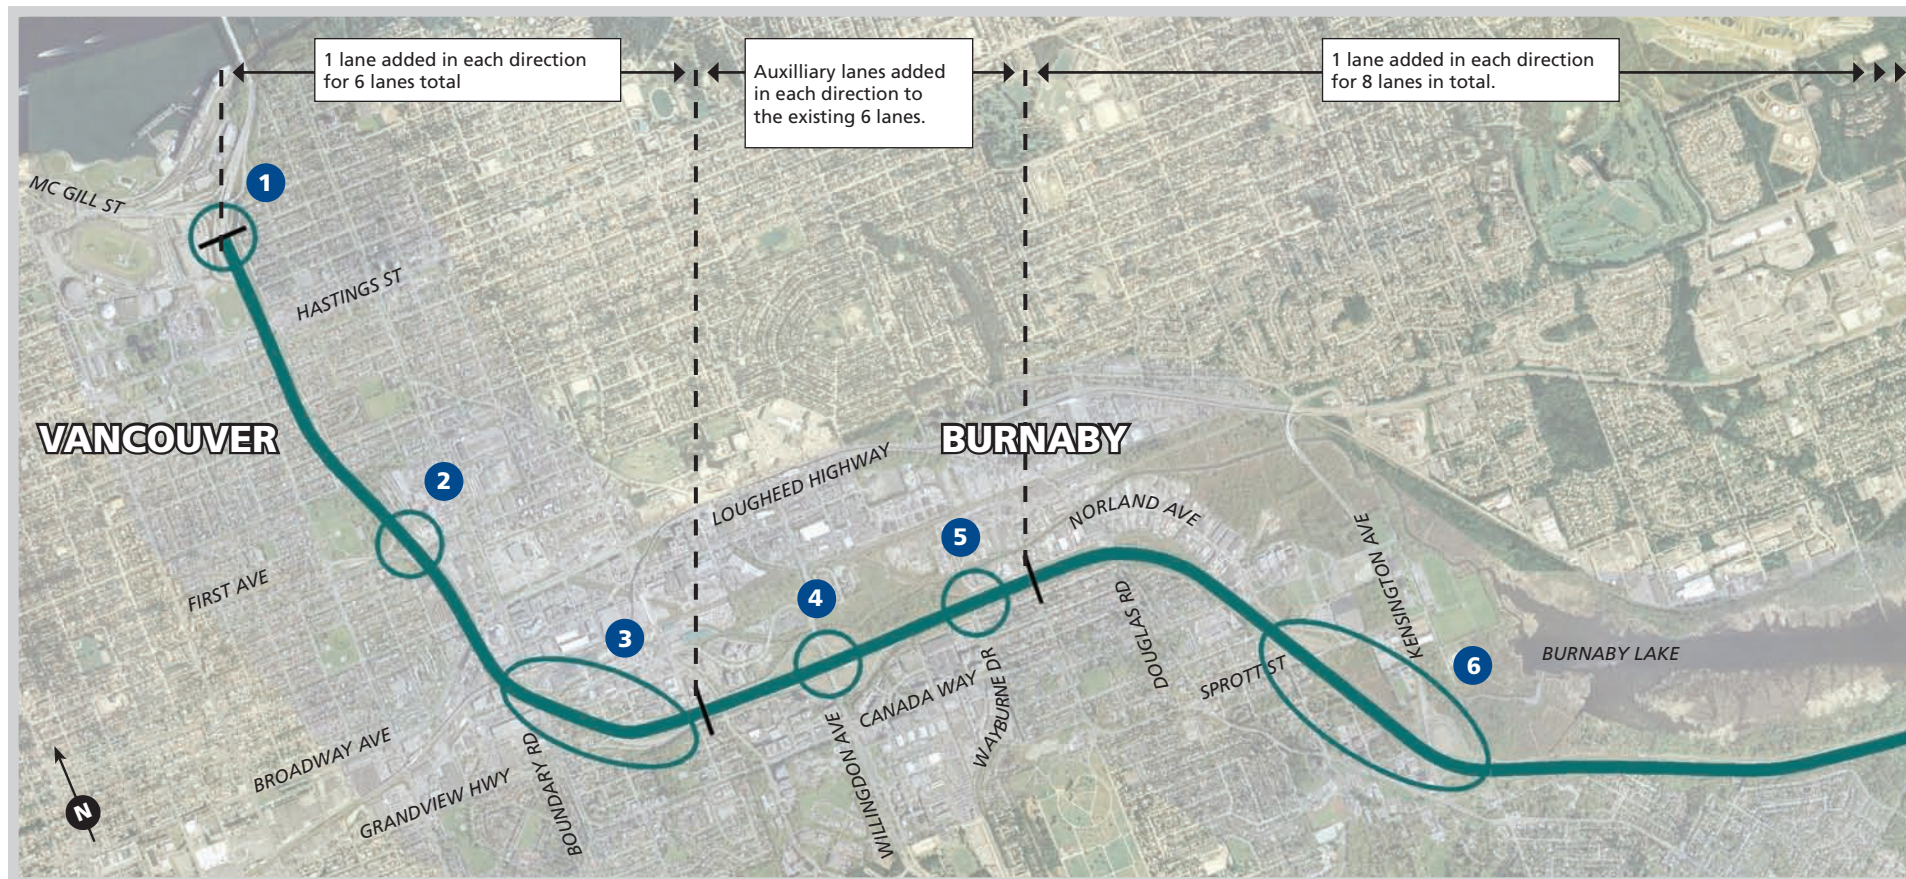 1 lane added in each direction
for 6 lanes total
Auxilliary lanes added
in each direction to
the existing 6 lanes.
1 lane added in each direction
for 8 lanes in total.
1
MC GILL ST
HASTINGS ST
VANCOUVER
BURNABY
2
LOUGHEED HIGHWAY
NORLAND AVE
5
KENSINGTON AVE
FIRST AVE
4
3
DOUGLAS RD
BURNABY LAKE
6
SPROTT ST
CANADA WAY
WAYBURNE DR
WILLINGDON AVE
BROADWAY AVE
BOUNDARY RD
GRANDVIEW HWY
N